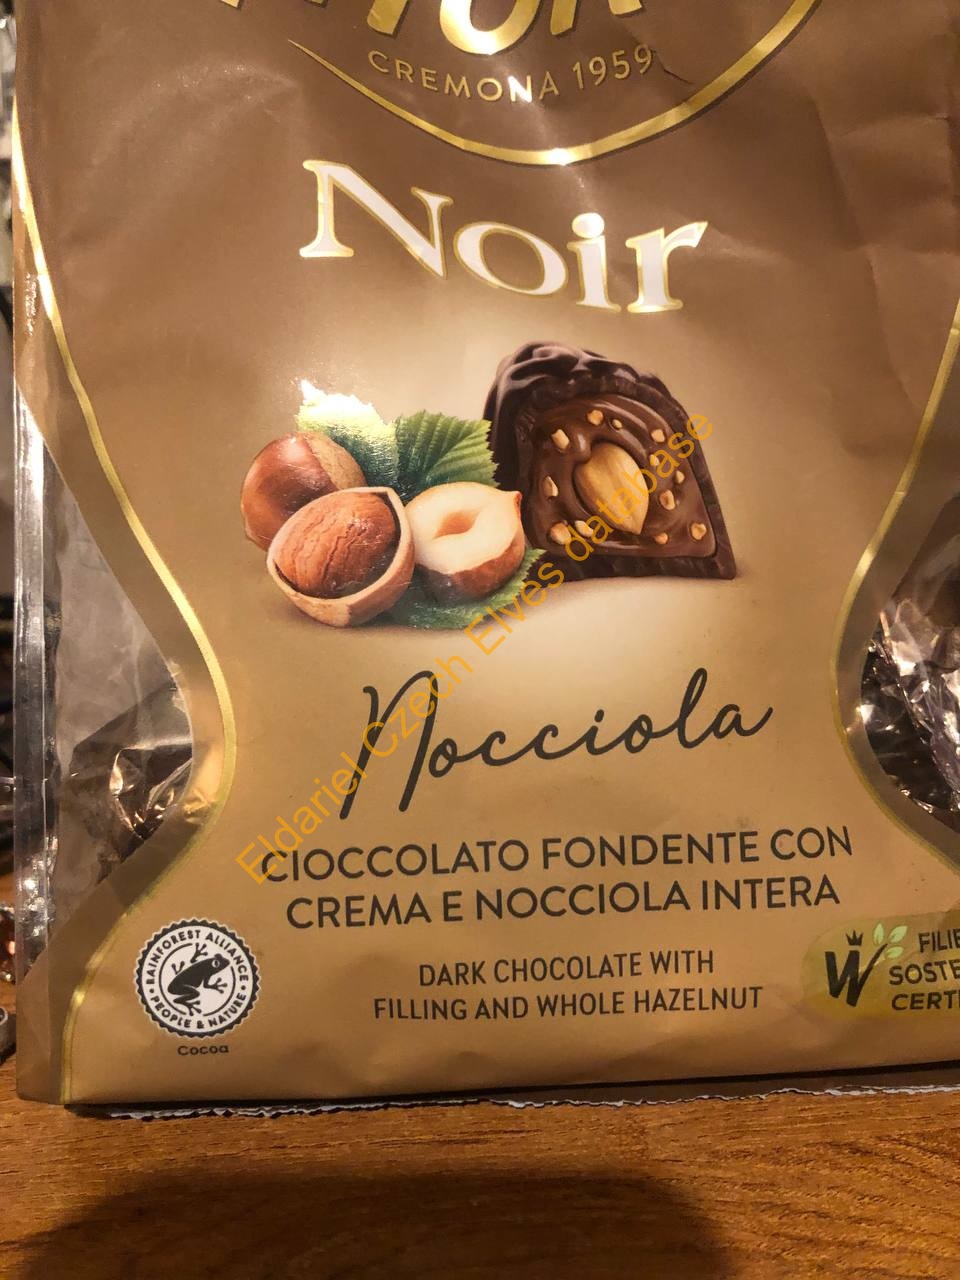 CREMONA 1959
Noir
Nocciola
CIOCCOLATO FONDENTE CON
CREMA E NOCCIOLA INTERA
DARK CHOCOLATE WITH
FILLING AND WHOLE HAZELNUT
RAINFOREST ALLIANCE
PEOPLE & NATURE
Cocoa
W
Eldariel Czech Elves database